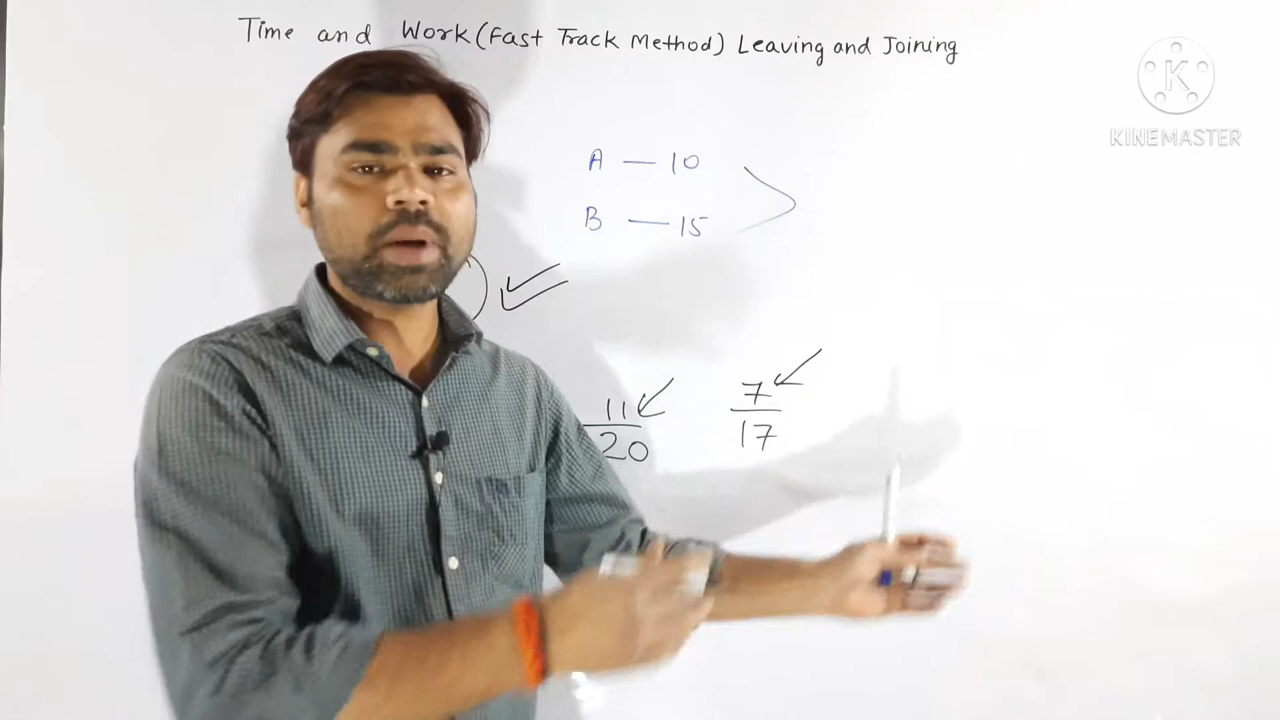 Time and Work (Fast Track Method) Leaving and Joining
KINEMASTER
A — 10
B — 15
11
20
7
17